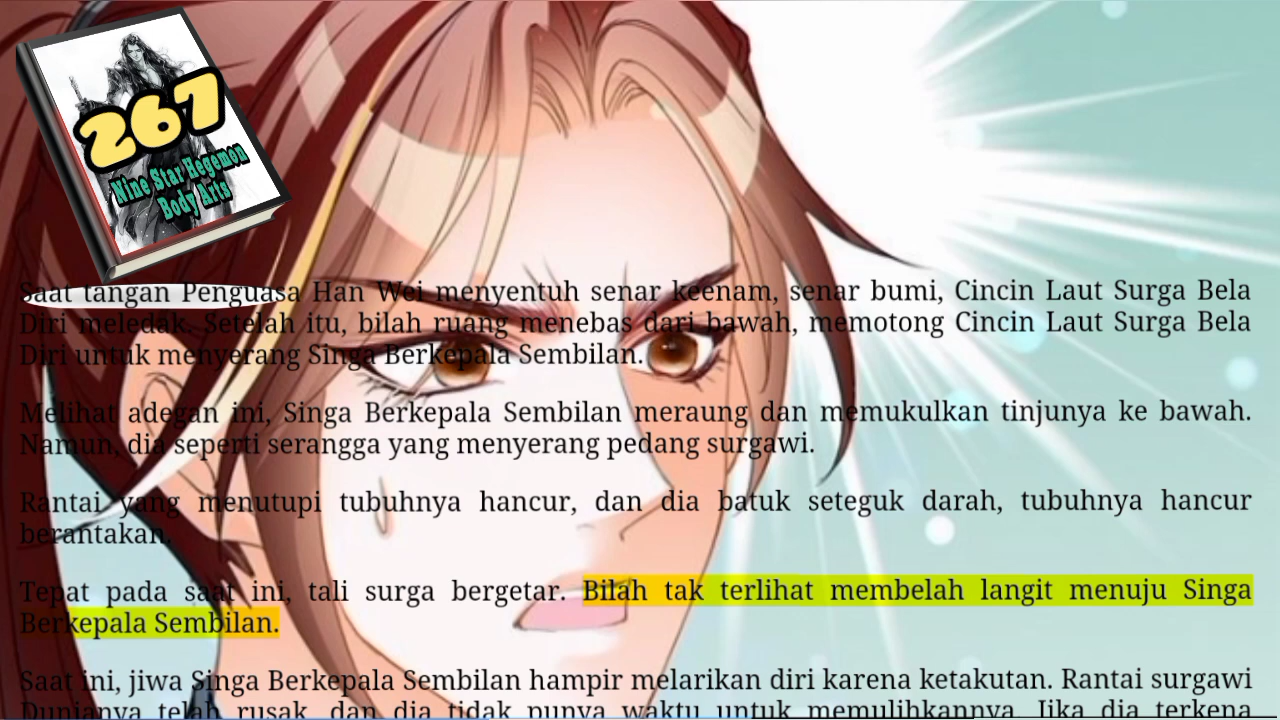 267
Nine Star Hegemon
Body Arts
Saat tangan Penguasa Han Wei menyentuh senar keenam, senar bumi, Cincin Laut Surga Bela
Diri meledak. Setelah itu, bilah ruang menebas dari bawah, memotong Cincin Laut Surga Bela
Diri untuk menyerang Singa Berkepala Sembilan.
Melihat adegan ini, Singa Berkepala Sembilan meraung dan memukulkan tinjunya ke bawah.
Namun, dia seperti serangga yang menyerang pedang surgawi.
Rantai yang menutupi tubuhnya hancur, dan dia batuk seteguk darah, tubuhnya hancur
berantakan.
Tepat pada saat ini, tali surga bergetar. Bilah tak terlihat membelah langit menuju Singa
Berkepala Sembilan.
Saat ini, jiwa Singa Berkepala Sembilan hampir melarikan diri karena ketakutan. Rantai surgawi
Dunianya telah rusak, dan dia tidak punya waktu untuk memulihkannya. Jika dia terkena